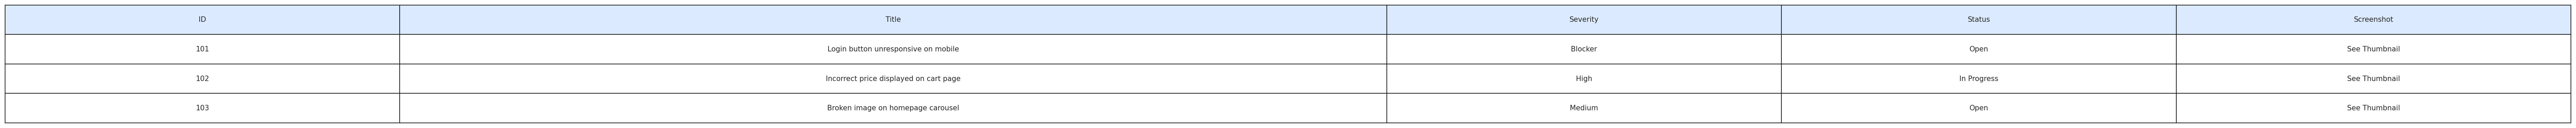 ID Title Severity Status Screenshot
101 Login button unresponsive on mobile Blocker Open See Thumbnail
102 Incorrect price displayed on cart page High In Progress See Thumbnail
103 Broken image on homepage carousel Medium Open See Thumbnail